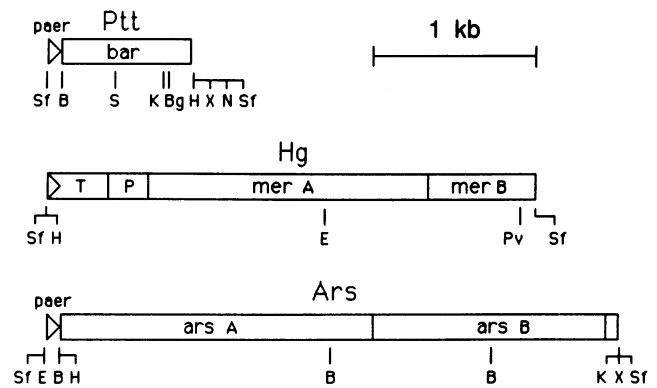 Ptt
paer
bar
1 kb
Sf B S K Bg H X N Sf
Hg
T P mer A mer B
Sf H E Pv Sf
Ars
paer
ars A ars B
Sf E B H B B K X Sf